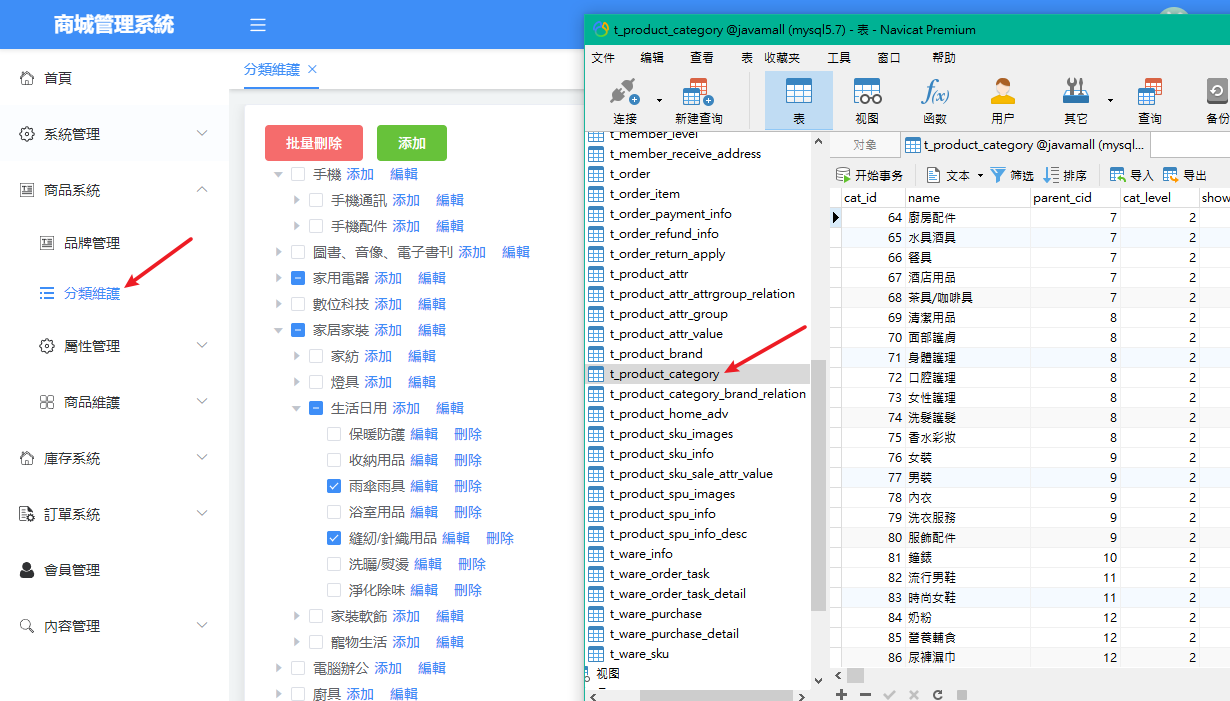 商城管理系統
首頁
系統管理
商品系統
品牌管理
分類維護
屬性管理
商品維護
庫存系統
訂單系統
會員管理
內容管理
分類維護 ×
批量刪除 添加
手機 添加 編輯
手機通訊 添加 編輯
手機配件 添加 編輯
圖書、音像、電子書刊 添加 編輯
家用電器 添加 編輯
數位科技 添加 編輯
家居家裝 添加 編輯
家紡 添加 編輯
燈具 添加 編輯
生活日用 添加 編輯
保暖防護 編輯 刪除
收納用品 編輯 刪除
雨傘雨具 編輯 刪除
浴室用品 編輯 刪除
縫紉/針織用品 編輯 刪除
洗曬/熨燙 編輯 刪除
淨化除味 編輯 刪除
家裝軟飾 添加 編輯
寵物生活 添加 編輯
電腦辦公 添加 編輯
廚具 添加 編輯
t_product_category @javamall (mysql5.7) - 表 - Navicat Premium
文件 编辑 查看 表 收藏夹 工具 窗口 帮助
连接 新建查询 表 视图 函数 用户 其它 查询 备份
t_member_level
t_member_receive_address
t_order
t_order_item
t_order_payment_info
t_order_refund_info
t_order_return_apply
t_product_attr
t_product_attr_attrgroup_relation
t_product_attr_group
t_product_attr_value
t_product_brand
t_product_category
t_product_category_brand_relation
t_product_home_adv
t_product_sku_images
t_product_sku_info
t_product_sku_sale_attr_value
t_product_spu_images
t_product_spu_info
t_product_spu_info_desc
t_ware_info
t_ware_order_task
t_ware_order_task_detail
t_ware_purchase
t_ware_purchase_detail
t_ware_sku
视图
对象 t_product_category @javamall (mysql...
开始事务 文本 筛选 排序 导入 导出
cat_id name parent_cid cat_level show
64 廚房配件 7 2
65 水具酒具 7 2
66 餐具 7 2
67 酒店用品 7 2
68 茶具/咖啡具 7 2
69 清潔用品 8 2
70 面部護膚 8 2
71 身體護理 8 2
72 口腔護理 8 2
73 女性護理 8 2
74 洗髮護髮 8 2
75 香水彩妝 8 2
76 女裝 9 2
77 男裝 9 2
78 內衣 9 2
79 洗衣服務 9 2
80 服飾配件 9 2
81 鐘錶 10 2
82 流行男鞋 11 2
83 時尚女鞋 11 2
84 奶粉 12 2
85 營養輔食 12 2
86 尿褲濕巾 12 2